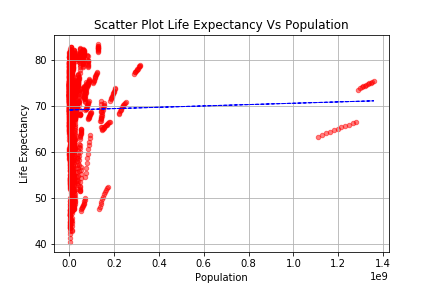 Scatter Plot Life Expectancy Vs Population
Life Expectancy
80
70
60
50
40
0.0 0.2 0.4 0.6 0.8 1.0 1.2 1.4
1e9
Population